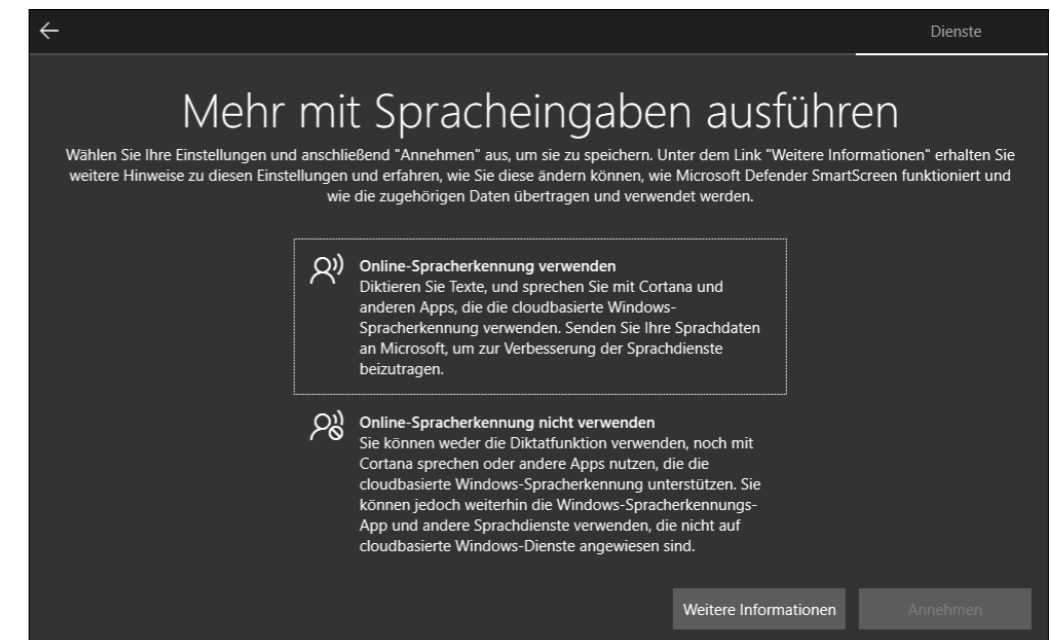 Dienste
Mehr mit Spracheingaben ausführen
Wählen Sie Ihre Einstellungen und anschließend "Annehmen" aus, um sie zu speichern. Unter dem Link "Weitere Informationen" erhalten Sie
weitere Hinweise zu diesen Einstellungen und erfahren, wie Sie diese ändern können, wie Microsoft Defender SmartScreen funktioniert und
wie die zugehörigen Daten übertragen und verwendet werden.
Online-Spracherkennung verwenden
Diktieren Sie Texte, und sprechen Sie mit Cortana und
anderen Apps, die die cloudbasierte Windows-
Spracherkennung verwenden. Senden Sie Ihre Sprachdaten
an Microsoft, um zur Verbesserung der Sprachdienste
beizutragen.
Online-Spracherkennung nicht verwenden
Sie können weder die Diktatfunktion verwenden, noch mit
Cortana sprechen oder andere Apps nutzen, die die
cloudbasierte Windows-Spracherkennung unterstützen. Sie
können jedoch weiterhin die Windows-Spracherkennungs-
App und andere Sprachdienste verwenden, die nicht auf
cloudbasierte Windows-Dienste angewiesen sind.
Weitere Informationen
Annehmen